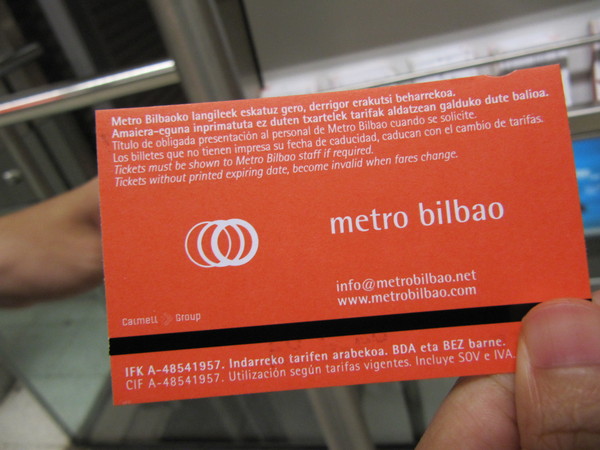 Metro Bilbaoko langileek eskatuz gero, derrigor erakutsi beharrekoa.
Amaiera-eguna inprimatuta ez duten txartelek tarifak aldatzean galduko dute balioa.
Título de obligada presentación al personal de Metro Bilbao cuando se solicite.
Los billetes que no tienen impresa su fecha de caducidad, caducan con el cambio de tarifas.
Tickets must be shown to Metro Bilbao staff if required.
Tickets without printed expiring date, become invalid when fares change.
metro bilbao
info@metrobilbao.net
www.metrobilbao.com
Calmell Group
IFK A-48541957. Indarreko tarifen arabekoa. BDA eta BEZ barne.
CIF A-48541957. Utilización según tarifas vigentes. Incluye SOV e IVA.